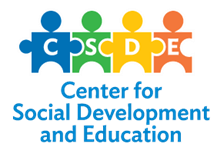 CSDE
Center for
Social Development
and Education